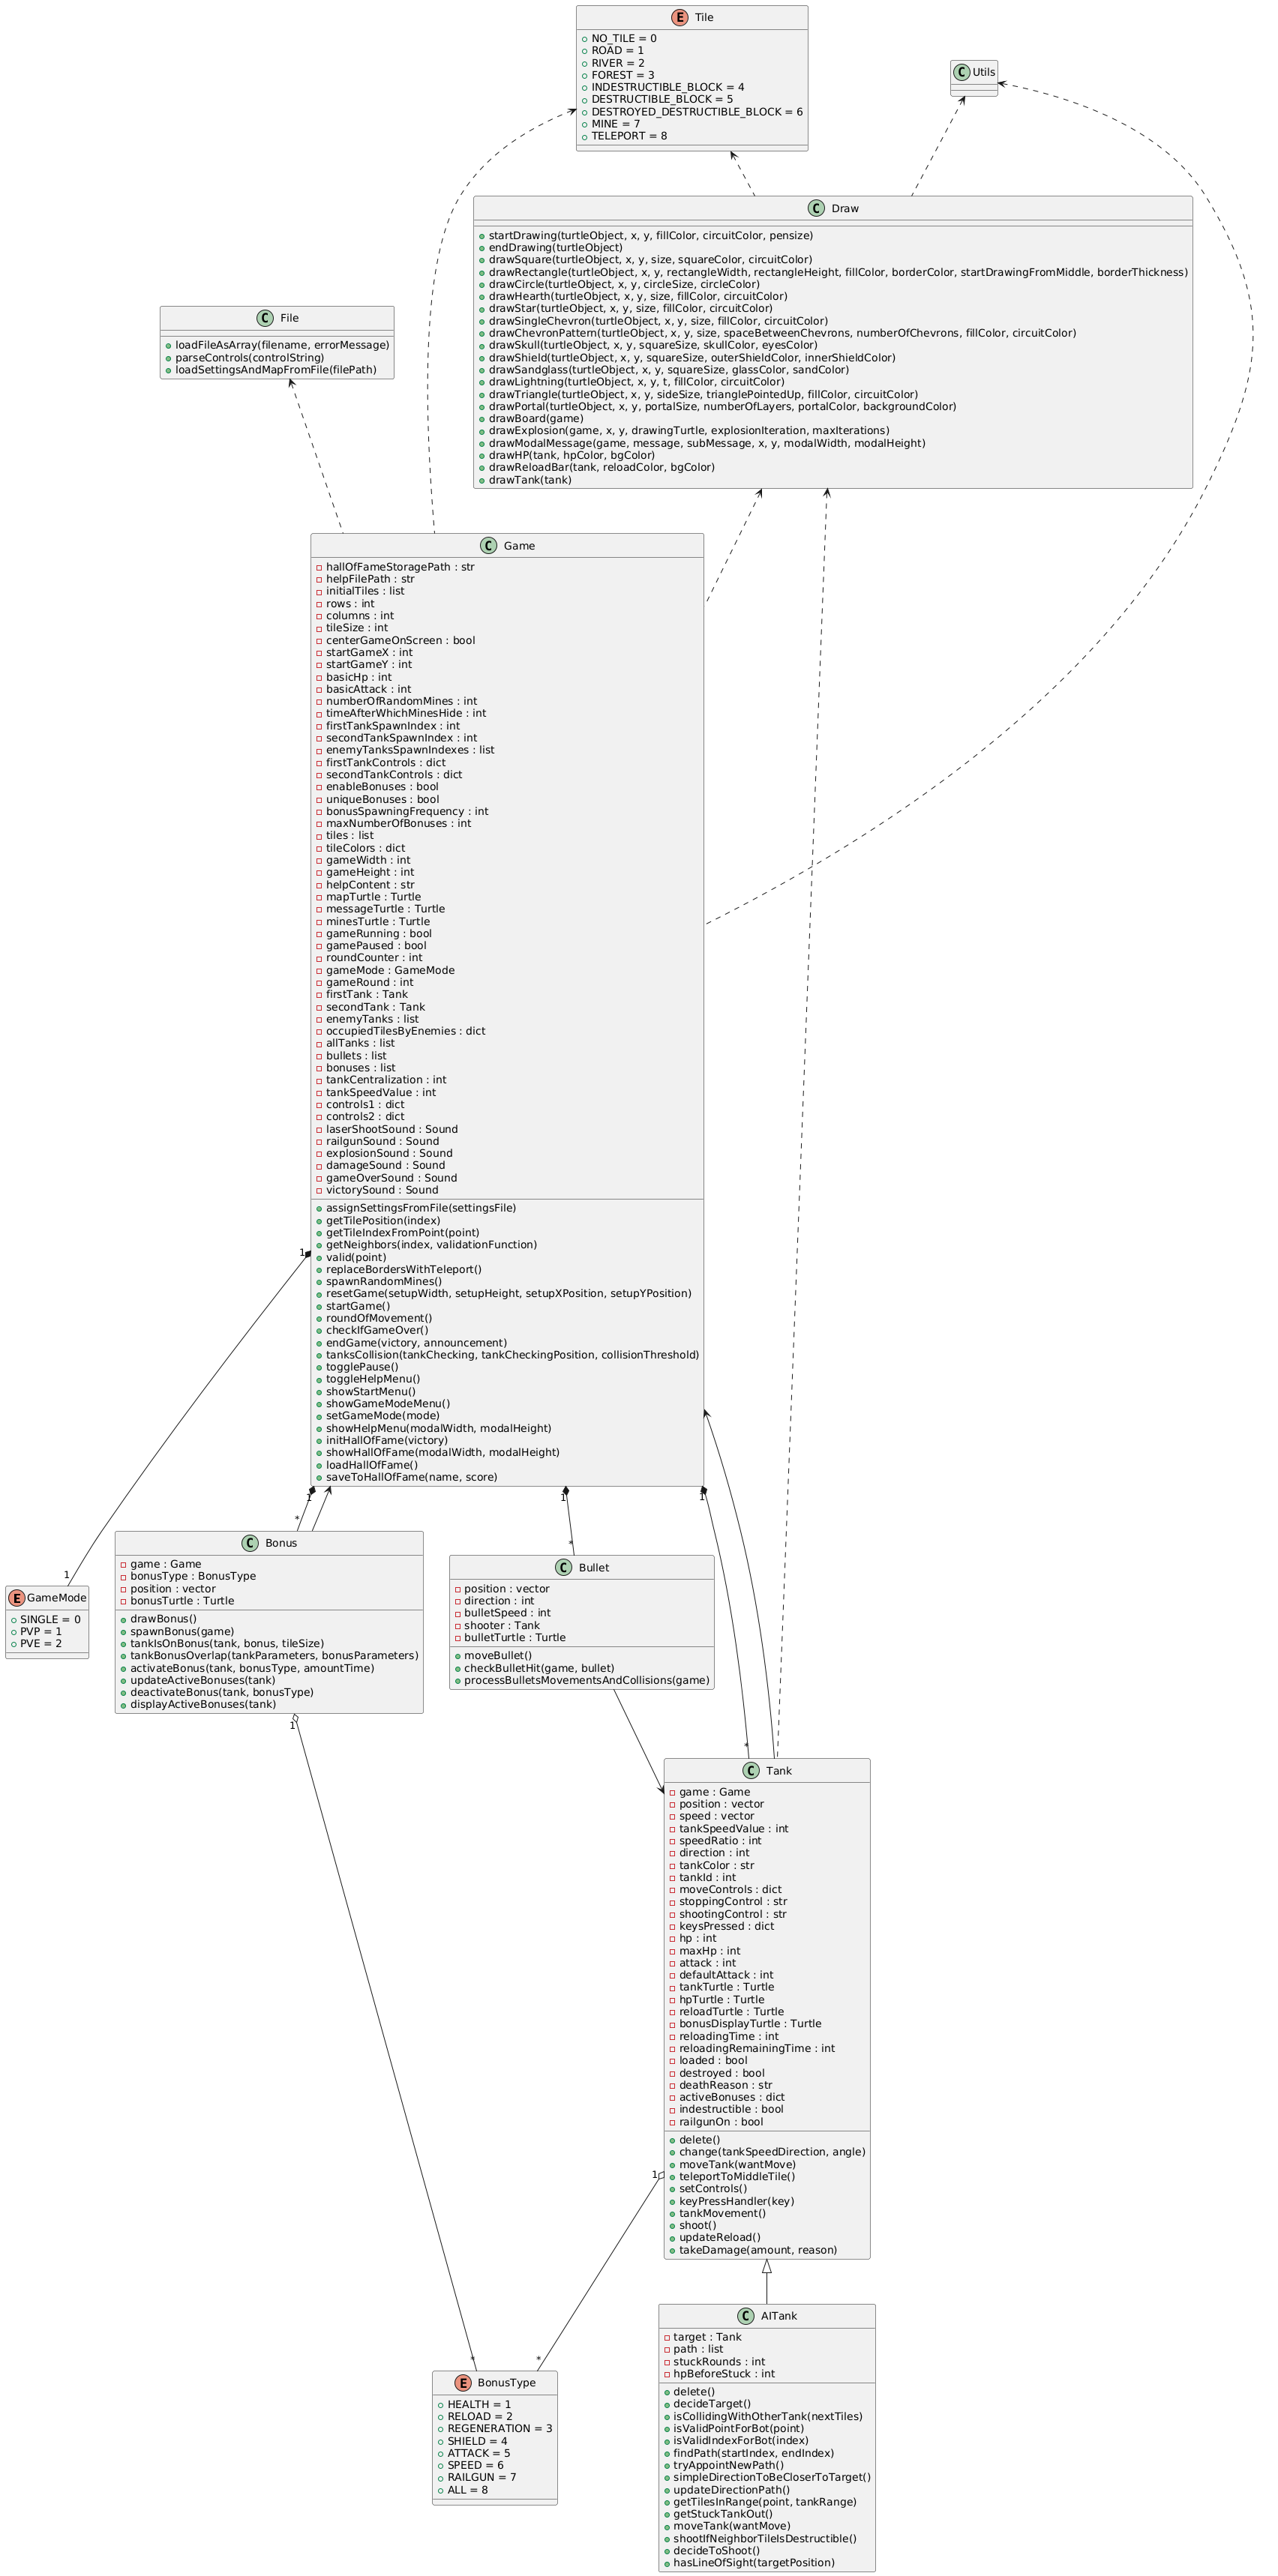 E Tile
NO_TILE = 0
ROAD = 1
RIVER = 2
FOREST = 3
INDESTRUCTIBLE_BLOCK = 4
DESTRUCTIBLE_BLOCK = 5
DESTROYED_DESTRUCTIBLE_BLOCK = 6
MINE = 7
TELEPORT = 8
C Utils
C Draw
startDrawing(turtleObject, x, y, fillColor, circuitColor, pensize)
endDrawing(turtleObject)
drawSquare(turtleObject, x, y, size, squareColor, circuitColor)
drawRectangle(turtleObject, x, y, rectangleWidth, rectangleHeight, fillColor, borderColor, startDrawingFromMiddle, borderThickness)
drawCircle(turtleObject, x, y, circleSize, circleColor)
drawHearth(turtleObject, x, y, size, fillColor, circuitColor)
drawStar(turtleObject, x, y, size, fillColor, circuitColor)
drawSingleChevron(turtleObject, x, y, size, fillColor, circuitColor)
drawChevronPattern(turtleObject, x, y, size, spaceBetweenChevrons, numberOfChevrons, fillColor, circuitColor)
drawSkull(turtleObject, x, y, squareSize, skullColor, eyesColor)
drawShield(turtleObject, x, y, squareSize, outerShieldColor, innerShieldColor)
drawSandglass(turtleObject, x, y, squareSize, glassColor, sandColor)
drawLightning(turtleObject, x, y, t, fillColor, circuitColor)
drawTriangle(turtleObject, x, y, sideSize, trianglePointedUp, fillColor, circuitColor)
drawPortal(turtleObject, x, y, portalSize, numberOfLayers, portalColor, backgroundColor)
drawBoard(game)
drawExplosion(game, x, y, drawingTurtle, explosionIteration, maxIterations)
drawModalMessage(game, message, subMessage, x, y, modalWidth, modalHeight)
drawHP(tank, hpColor, bgColor)
drawReloadBar(tank, reloadColor, bgColor)
drawTank(tank)
C File
loadFileAsArray(filename, errorMessage)
parseControls(controlString)
loadSettingsAndMapFromFile(filePath)
C Game
hallOfFameStoragePath : str
helpFilePath : str
initialTiles : list
rows : int
columns : int
tileSize : int
centerGameOnScreen : bool
startGameX : int
startGameY : int
basicHp : int
basicAttack : int
numberOfRandomMines : int
timeAfterWhichMinesHide : int
firstTankSpawnIndex : int
secondTankSpawnIndex : int
enemyTanksSpawnIndexes : list
firstTankControls : dict
secondTankControls : dict
enableBonuses : bool
uniqueBonuses : bool
bonusSpawningFrequency : int
maxNumberOfBonuses : int
tiles : list
tileColors : dict
gameWidth : int
gameHeight : int
helpContent : str
mapTurtle : Turtle
messageTurtle : Turtle
minesTurtle : Turtle
gameRunning : bool
gamePaused : bool
roundCounter : int
gameMode : GameMode
gameRound : int
firstTank : Tank
secondTank : Tank
enemyTanks : list
occupiedTilesByEnemies : dict
allTanks : list
bullets : list
bonuses : list
tankCentralization : int
tankSpeedValue : int
controls1 : dict
controls2 : dict
laserShootSound : Sound
railgunSound : Sound
explosionSound : Sound
damageSound : Sound
gameOverSound : Sound
victorySound : Sound
assignSettingsFromFile(settingsFile)
getTilePosition(index)
getTileIndexFromPoint(point)
getNeighbors(index, validationFunction)
valid(point)
replaceBordersWithTeleport()
spawnRandomMines()
resetGame(setupWidth, setupHeight, setupXPosition, setupYPosition)
startGame()
roundOfMovement()
checkIfGameOver()
endGame(victory, announcement)
tanksCollision(tankChecking, tankCheckingPosition, collisionThreshold)
togglePause()
toggleHelpMenu()
showStartMenu()
showGameModeMenu()
setGameMode(mode)
showHelpMenu(modalWidth, modalHeight)
initHallOfFame(victory)
showHallOfFame(modalWidth, modalHeight)
loadHallOfFame()
saveToHallOfFame(name, score)
1
1
1
1
*
*
*
1
E GameMode
SINGLE = 0
PVP = 1
PVE = 2
C Bonus
game : Game
bonusType : BonusType
position : vector
bonusTurtle : Turtle
drawBonus()
spawnBonus(game)
tankIsOnBonus(tank, bonus, tileSize)
tankBonusOverlap(tankParameters, bonusParameters)
activateBonus(tank, bonusType, amountTime)
updateActiveBonuses(tank)
deactivateBonus(tank, bonusType)
displayActiveBonuses(tank)
C Bullet
position : vector
direction : int
bulletSpeed : int
shooter : Tank
bulletTurtle : Turtle
moveBullet()
checkBulletHit(game, bullet)
processBulletsMovementsAndCollisions(game)
1
C Tank
game : Game
position : vector
speed : vector
tankSpeedValue : int
speedRatio : int
direction : int
tankColor : str
tankId : int
moveControls : dict
stoppingControl : str
shootingControl : str
keysPressed : dict
hp : int
maxHp : int
attack : int
defaultAttack : int
tankTurtle : Turtle
hpTurtle : Turtle
reloadTurtle : Turtle
bonusDisplayTurtle : Turtle
reloadingTime : int
reloadingRemainingTime : int
loaded : bool
destroyed : bool
deathReason : str
activeBonuses : dict
indestructible : bool
railgunOn : bool
delete()
change(tankSpeedDirection, angle)
moveTank(wantMove)
teleportToMiddleTile()
setControls()
keyPressHandler(key)
tankMovement()
shoot()
updateReload()
takeDamage(amount, reason)
1
*
*
E BonusType
HEALTH = 1
RELOAD = 2
REGENERATION = 3
SHIELD = 4
ATTACK = 5
SPEED = 6
RAILGUN = 7
ALL = 8
C AITank
target : Tank
path : list
stuckRounds : int
hpBeforeStuck : int
delete()
decideTarget()
isCollidingWithOtherTank(nextTiles)
isValidPointForBot(point)
isValidIndexForBot(index)
findPath(startIndex, endIndex)
tryAppointNewPath()
simpleDirectionToBeCloserToTarget()
updateDirectionPath()
getTilesInRange(point, tankRange)
getStuckTankOut()
moveTank(wantMove)
shootIfNeighborTileIsDestructible()
decideToShoot()
hasLineOfSight(targetPosition)